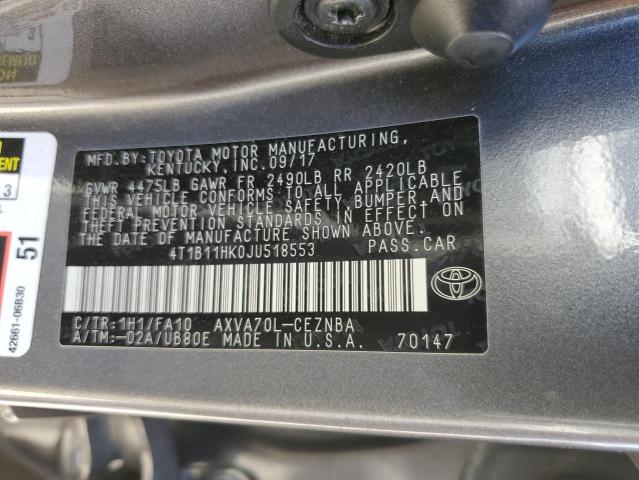 MFD.BY:TOYOTA MOTOR MANUFACTURING,
KENTUCKY, INC.09/17
GVWR 4475LB GAWR FR 2490LB RR 2420LB
THIS VEHICLE CONFORMS TO ALL APPLICABLE
FEDERAL MOTOR VEHICLE SAFETY, BUMPER, AND
THEFT PREVENTION STANDARDS IN EFFECT ON
THE DATE OF MANUFACTURE SHOWN ABOVE.
4T1B11HK0JU518553 PASS.CAR
C/TR:1H1/FA10 AXVA70L-CEZNBA
A/TM:-02A/UB80E MADE IN U.S.A. 70147
51
42661-06B30
3